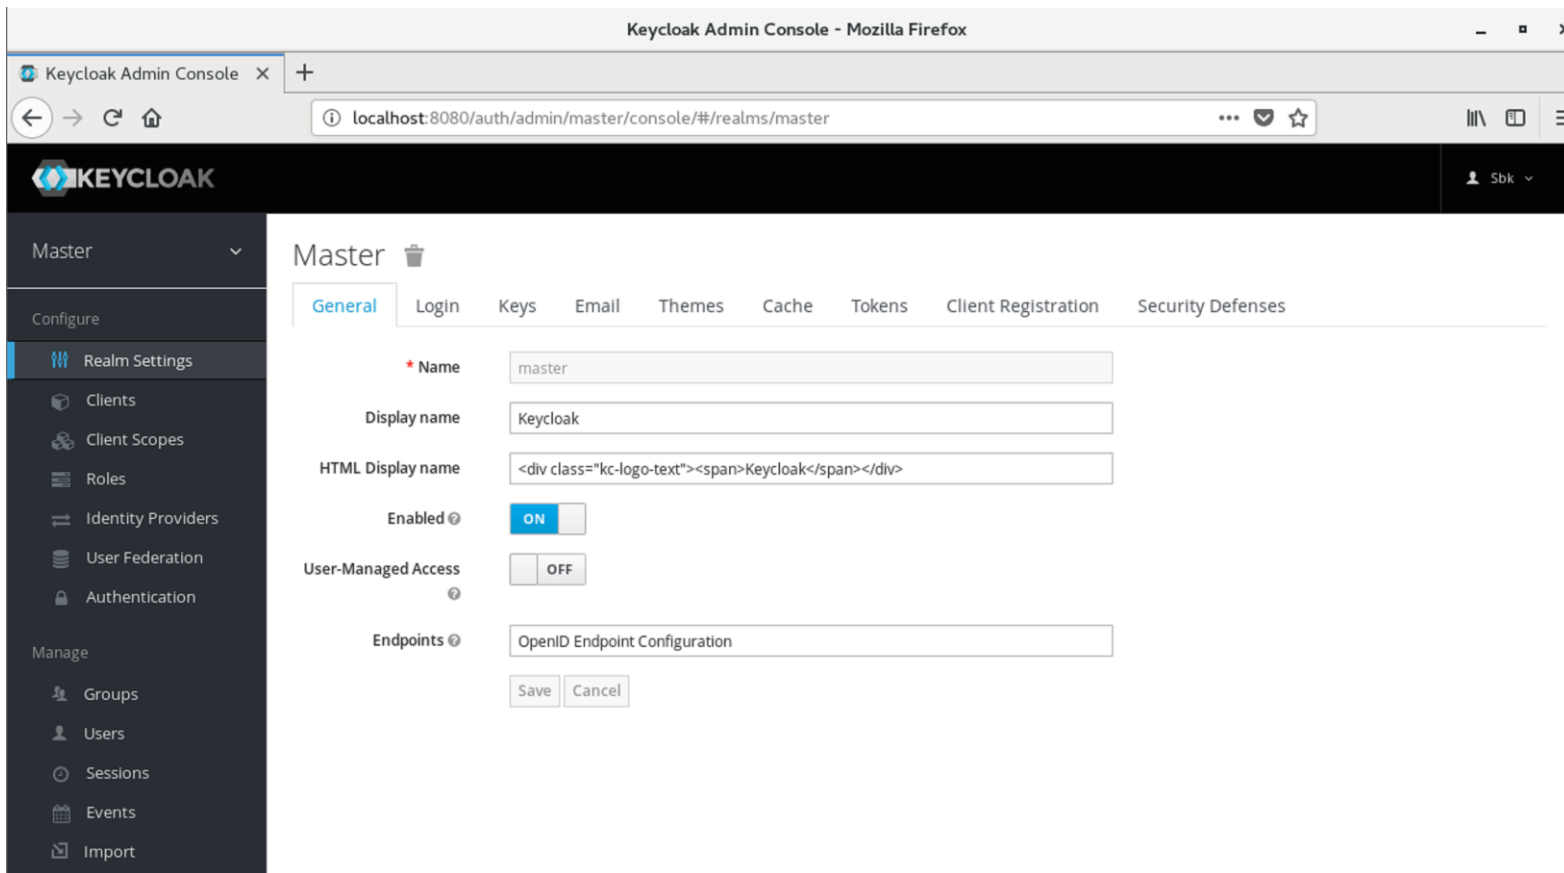 Keycloak Admin Console - Mozilla Firefox
Keycloak Admin Console
localhost:8080/auth/admin/master/console/#/realms/master
KEYCLOAK
Sbk
Master
Configure
Realm Settings
Clients
Client Scopes
Roles
Identity Providers
User Federation
Authentication
Manage
Groups
Users
Sessions
Events
Import
Master
General Login Keys Email Themes Cache Tokens Client Registration Security Defenses
* Name master
Display name Keycloak
HTML Display name <div class="kc-logo-text"><span>Keycloak</span></div>
Enabled ON
User-Managed Access OFF
Endpoints OpenID Endpoint Configuration
Save Cancel